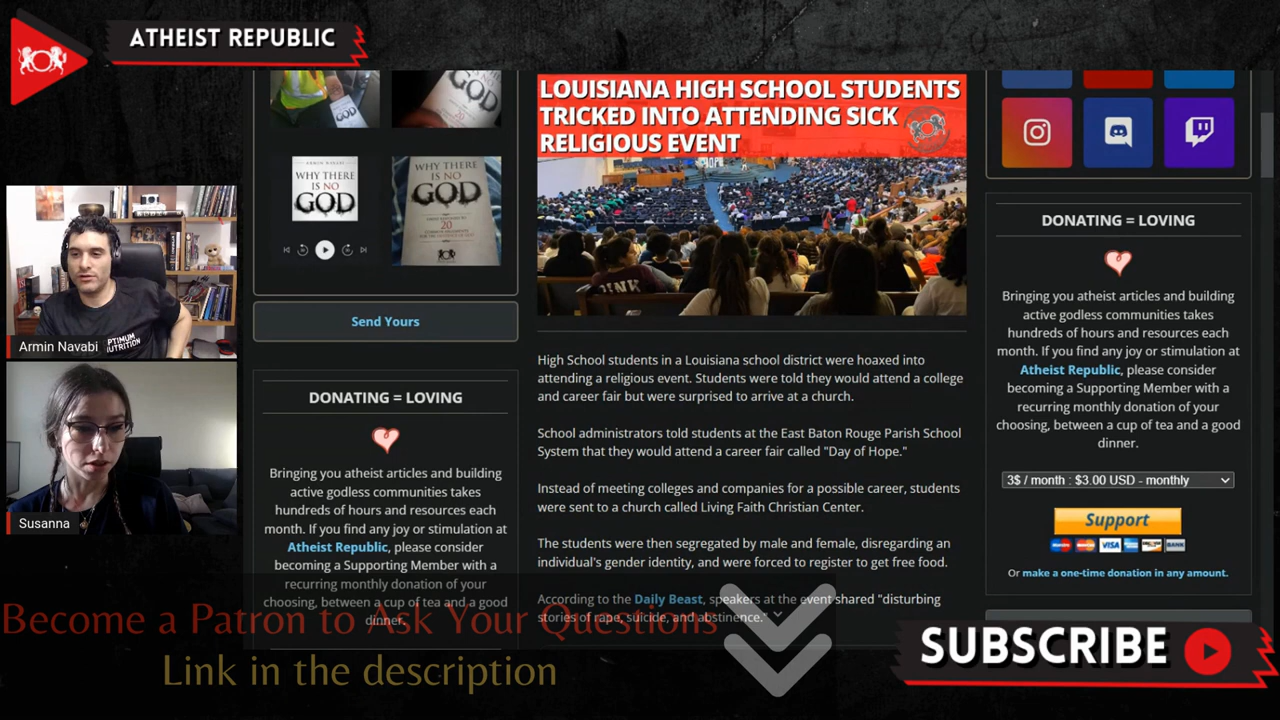 ATHEIST REPUBLIC
Armin Navabi
Susanna
GOD
ARMIN NAVABI
WHY THERE
IS NO
GOD
WHY THERE
IS NO
GOD
20
Send Yours
DONATING = LOVING
Bringing you atheist articles and building
active godless communities takes
hundreds of hours and resources each
month. If you find any joy or stimulation at
Atheist Republic, please consider
becoming a Supporting Member with a
recurring monthly donation of your
choosing, between a cup of tea and a good
dinner.
LOUISIANA HIGH SCHOOL STUDENTS
TRICKED INTO ATTENDING SICK
RELIGIOUS EVENT
HOPE
High School students in a Louisiana school district were hoaxed into
attending a religious event. Students were told they would attend a college
and career fair but were surprised to arrive at a church.
School administrators told students at the East Baton Rouge Parish School
System that they would attend a career fair called "Day of Hope."
Instead of meeting colleges and companies for a possible career, students
were sent to a church called Living Faith Christian Center.
The students were then segregated by male and female, disregarding an
individual's gender identity, and were forced to register to get free food.
According to the Daily Beast, speakers at the event shared "disturbing
stories of rape, suicide, and abstinence."
DONATING = LOVING
Bringing you atheist articles and building
active godless communities takes
hundreds of hours and resources each
month. If you find any joy or stimulation at
Atheist Republic, please consider
becoming a Supporting Member with a
recurring monthly donation of your
choosing, between a cup of tea and a good
dinner.
3$ / month : $3.00 USD - monthly
Support
VISA
BANK
Or make a one-time donation in any amount.
Become a Patron to Ask Your Questions
Link in the description
SUBSCRIBE